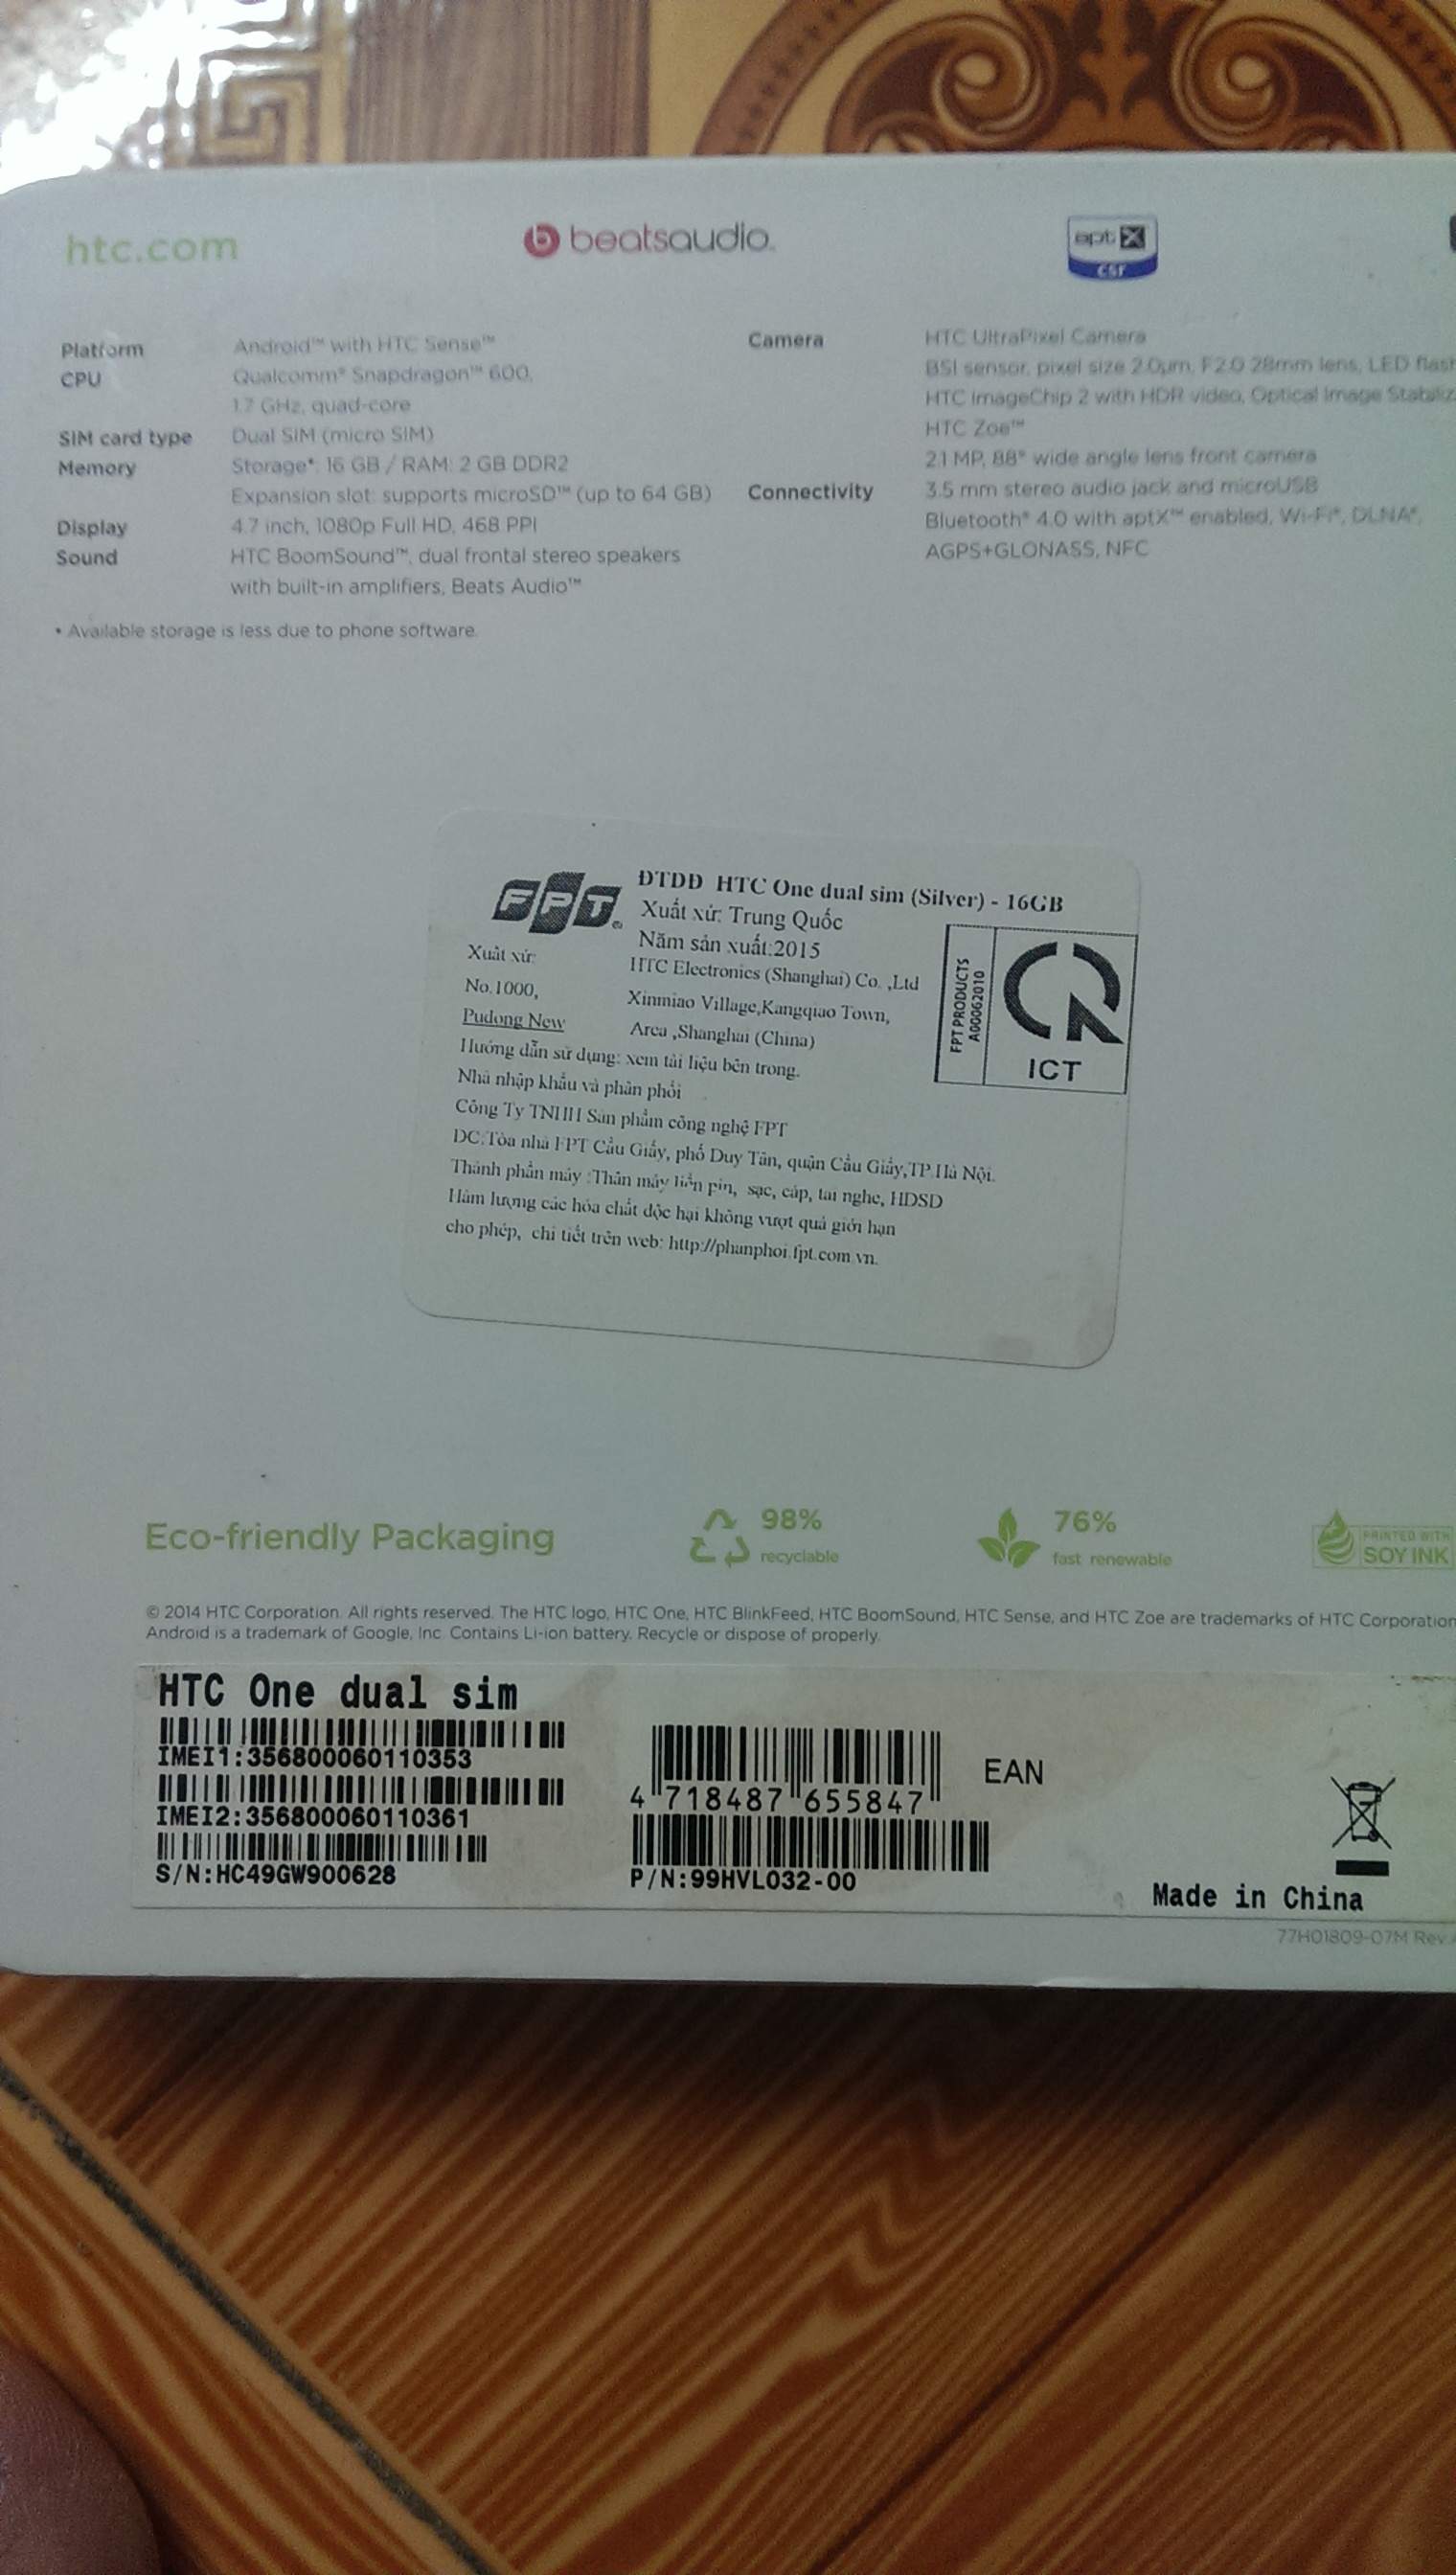 htc.com
beatsaudio.
aptX
CSR
Platform Android™ with HTC Sense™
CPU Qualcomm® Snapdragon™ 600,
1.7 GHz, quad-core
SIM card type Dual SIM (micro SIM)
Memory Storage*: 16 GB / RAM: 2 GB DDR2
Expansion slot: supports microSD™ (up to 64 GB)
Display 4.7 inch, 1080p Full HD, 468 PPI
Sound HTC BoomSound™, dual frontal stereo speakers
with built-in amplifiers, Beats Audio™
* Available storage is less due to phone software.
Camera HTC UltraPixel Camera
BSI sensor, pixel size 2.0µm, F2.0 28mm lens, LED flash
HTC ImageChip 2 with HDR video, Optical Image Stabiliz
HTC Zoe™
2.1 MP, 88° wide angle lens front camera
Connectivity 3.5 mm stereo audio jack and microUSB
Bluetooth® 4.0 with aptX™ enabled, Wi-Fi®, DLNA®,
AGPS+GLONASS, NFC
FPT®
ĐTDĐ HTC One dual sim (Silver) - 16GB
Xuất xứ: Trung Quốc
Năm sản xuất:2015
Xuất xứ: HTC Electronics (Shanghai) Co. ,Ltd
No.1000, Xinmiao Village,Kangqiao Town,
Pudong New Area ,Shanghai (China)
Hướng dẫn sử dụng: xem tài liệu bên trong.
Nhà nhập khẩu và phân phối
Công Ty TNHH Sản phẩm công nghệ FPT
DC:Tòa nhà FPT Cầu Giấy, phố Duy Tân, quận Cầu Giấy,TP.Hà Nội.
Thành phần máy :Thân máy liền pin, sạc, cáp, tai nghe, HDSD
Hàm lượng các hóa chất độc hại không vượt quá giới hạn
cho phép, chi tiết trên web: http://phanphoi.fpt.com.vn.
FPT PRODUCTS
A00062010
ICT
Eco-friendly Packaging
98%
recyclable
76%
fast renewable
PRINTED WITH
SOY INK
© 2014 HTC Corporation. All rights reserved. The HTC logo, HTC One, HTC BlinkFeed, HTC BoomSound, HTC Sense, and HTC Zoe are trademarks of HTC Corporation
Android is a trademark of Google, Inc. Contains Li-ion battery. Recycle or dispose of properly.
HTC One dual sim
IMEI1:356800060110353
IMEI2:356800060110361
S/N:HC49GW900628
4 718487 655847
EAN
P/N:99HVL032-00
Made in China
77H01809-07M Rev.